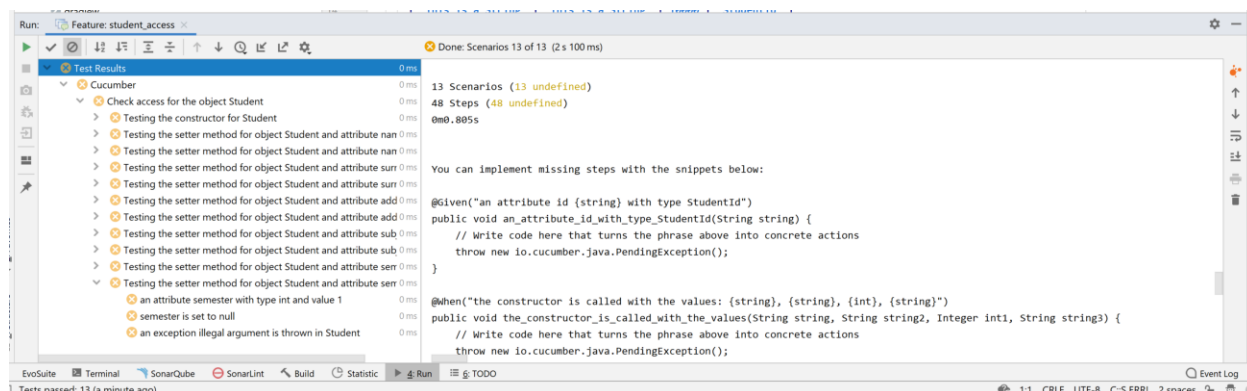 Run: Feature: student_access ×
Done: Scenarios 13 of 13 (2 s 100 ms)
Test Results 0 ms
Cucumber 0 ms
Check access for the object Student 0 ms
Testing the constructor for Student 0 ms
Testing the setter method for object Student and attribute nam 0 ms
Testing the setter method for object Student and attribute nam 0 ms
Testing the setter method for object Student and attribute surr 0 ms
Testing the setter method for object Student and attribute surr 0 ms
Testing the setter method for object Student and attribute add 0 ms
Testing the setter method for object Student and attribute add 0 ms
Testing the setter method for object Student and attribute sub 0 ms
Testing the setter method for object Student and attribute sub 0 ms
Testing the setter method for object Student and attribute sem 0 ms
Testing the setter method for object Student and attribute sem 0 ms
an attribute semester with type int and value 1 0 ms
semester is set to null 0 ms
an exception illegal argument is thrown in Student 0 ms
13 Scenarios (13 undefined)
48 Steps (48 undefined)
0m0.805s
You can implement missing steps with the snippets below:
@Given("an attribute id {string} with type StudentId")
public void an_attribute_id_with_type_StudentId(String string) {
// Write code here that turns the phrase above into concrete actions
throw new io.cucumber.java.PendingException();
}
@When("the constructor is called with the values: {string}, {string}, {int}, {string}")
public void the_constructor_is_called_with_the_values(String string, String string2, Integer int1, String string3) {
// Write code here that turns the phrase above into concrete actions
throw new io.cucumber.java.PendingException();
EvoSuite Terminal SonarQube SonarLint Build Statistic 4: Run 6: TODO Event Log
Tests passed: 13 (a minute ago) 1:1 CRLF UTF-8 2 spaces